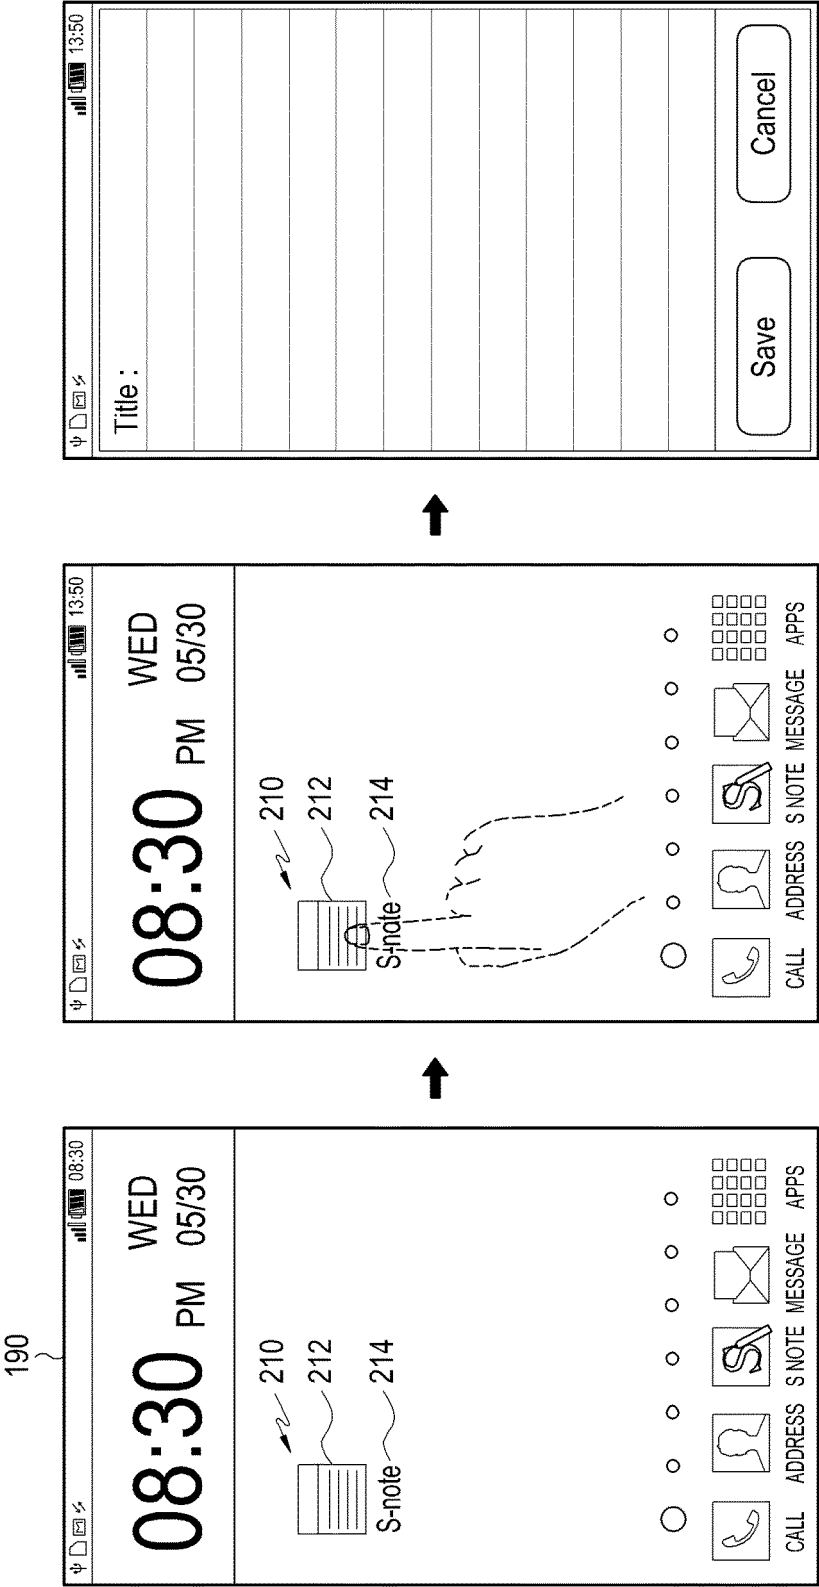 190
08:30
08:30 PM WED
05/30
210
212
S-note 214
CALL ADDRESS S NOTE MESSAGE APPS
13:50
08:30 PM WED
05/30
210
212
S-note 214
CALL ADDRESS S NOTE MESSAGE APPS
13:50
Title :
Save Cancel